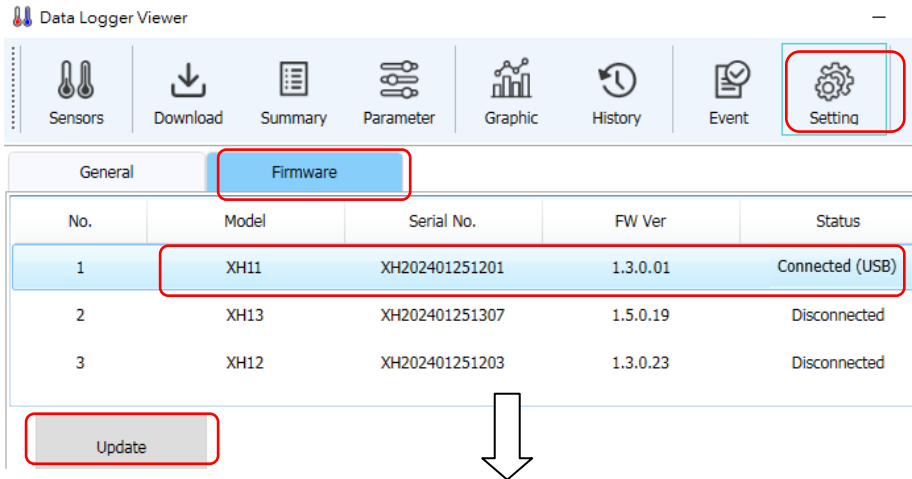 Data Logger Viewer
Sensors Download Summary Parameter Graphic History Event Setting
General Firmware
No. Model Serial No. FW Ver Status
1 XH11 XH202401251201 1.3.0.01 Connected (USB)
2 XH13 XH202401251307 1.5.0.19 Disconnected
3 XH12 XH202401251203 1.3.0.23 Disconnected
Update